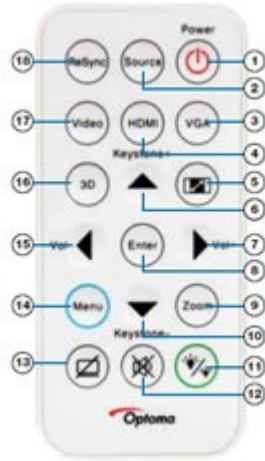 Power
18 ReSync Source 1
2
17 Video HDMI VGA 3
4
Keystone+
16 3D 5
6
15 Vol- Vol+ 7
Enter
8
14 Menu Zoom 9
10
Keystone-
13 11
12
Optoma